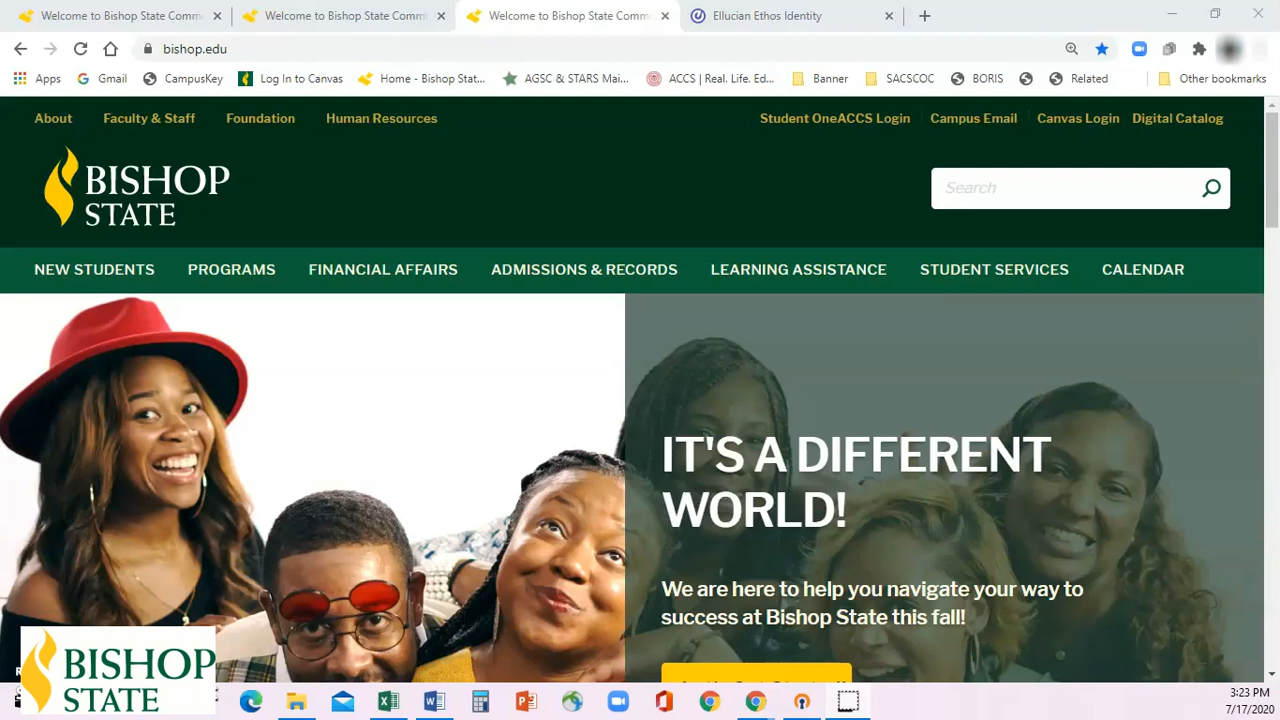 Welcome to Bishop State Comm
Welcome to Bishop State Commi
Welcome to Bishop State Comm
Ellucian Ethos Identity
bishop.edu
Apps
Gmail
CampusKey
Log In to Canvas
Home - Bishop Stat...
AGSC & STARS Mai...
ACCS | Real. Life. Ed...
Banner
SACSCOC
BORIS
Related
Other bookmarks
About
Faculty & Staff
Foundation
Human Resources
Student OneACCS Login
Campus Email
Canvas Login
Digital Catalog
BISHOP
STATE
Search
NEW STUDENTS
PROGRAMS
FINANCIAL AFFAIRS
ADMISSIONS & RECORDS
LEARNING ASSISTANCE
STUDENT SERVICES
CALENDAR
IT'S A DIFFERENT
WORLD!
We are here to help you navigate your way to
success at Bishop State this fall!
BISHOP
STATE
3:23 PM
7/17/2020